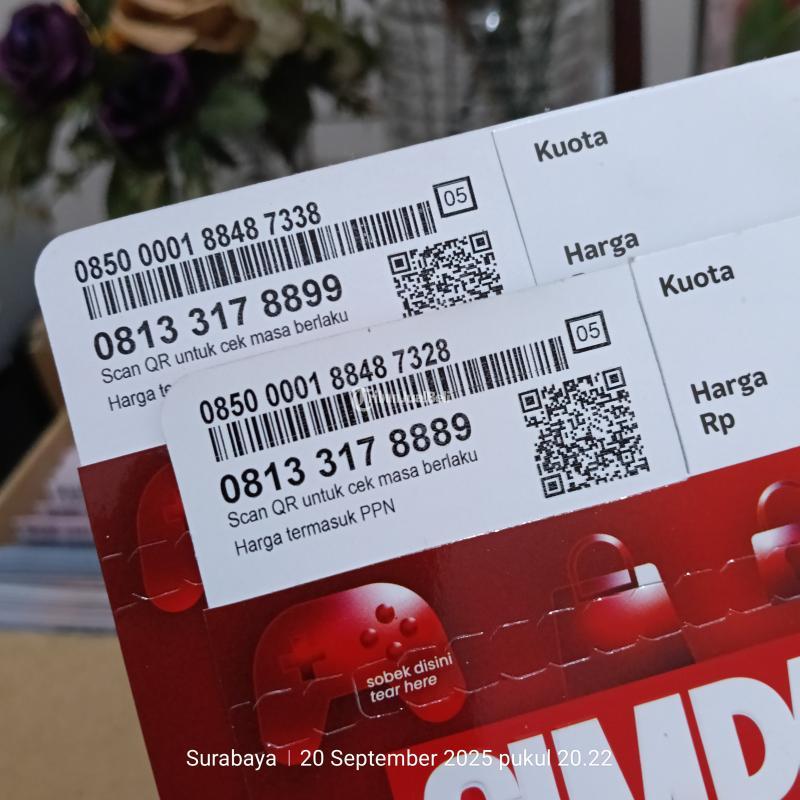 Kuota
05
0850 0001 8848 7338
Harga
0813 317 8899
Scan QR untuk cek masa berlaku
Harga
Kuota
05
0850 0001 8848 7328
Harga
Rp
0813 317 8889
Scan QR untuk cek masa berlaku
Harga termasuk PPN
sobek disini
tear here
Surabaya | 20 September 2025 pukul 20.22